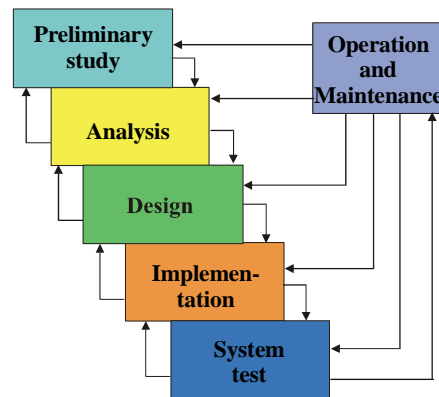 Preliminary
study
Operation
and
Maintenance
Analysis
Design
Implemen-
tation
System
test